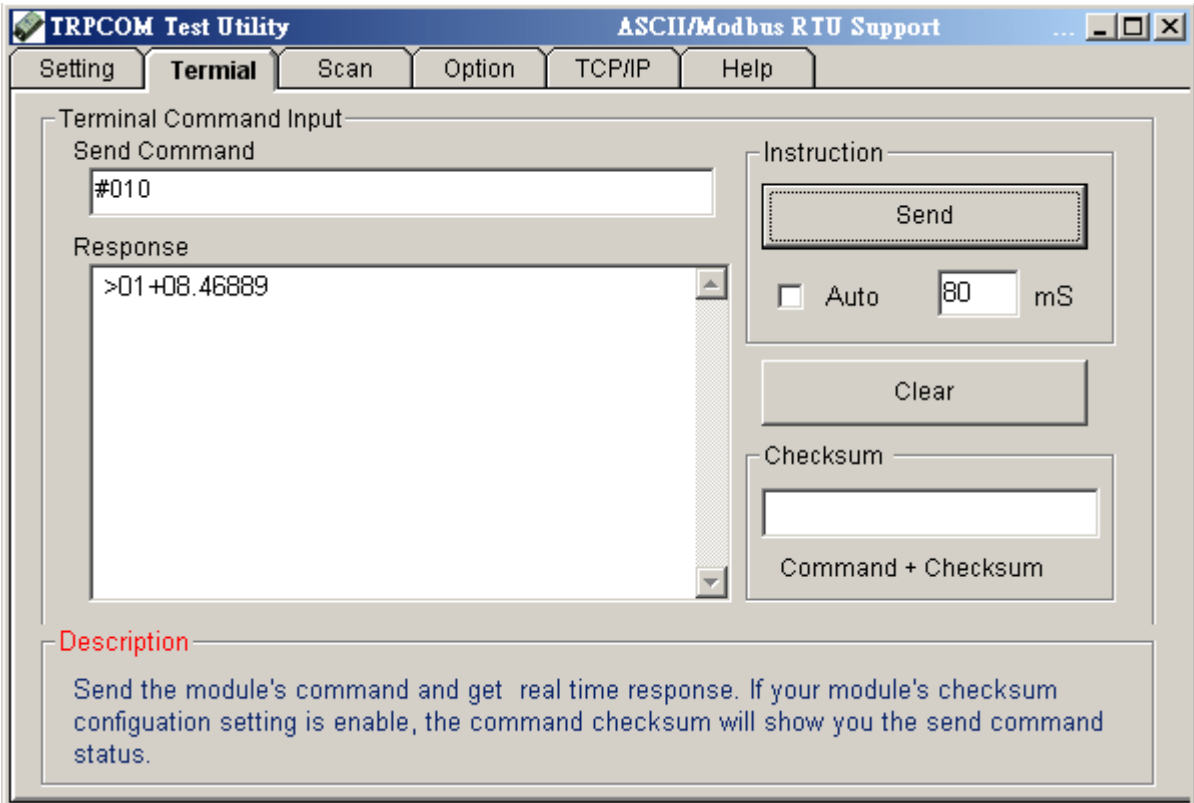 TRPCOM Test Utility ASCII/Modbus RTU Support ...
Setting Termial Scan Option TCP/IP Help
Terminal Command Input
Send Command
#010
Response
>01+08.46889
Instruction
Send
Auto 80 mS
Clear
Checksum
Command + Checksum
Description
Send the module's command and get real time response. If your module's checksum
configuation setting is enable, the command checksum will show you the send command
status.